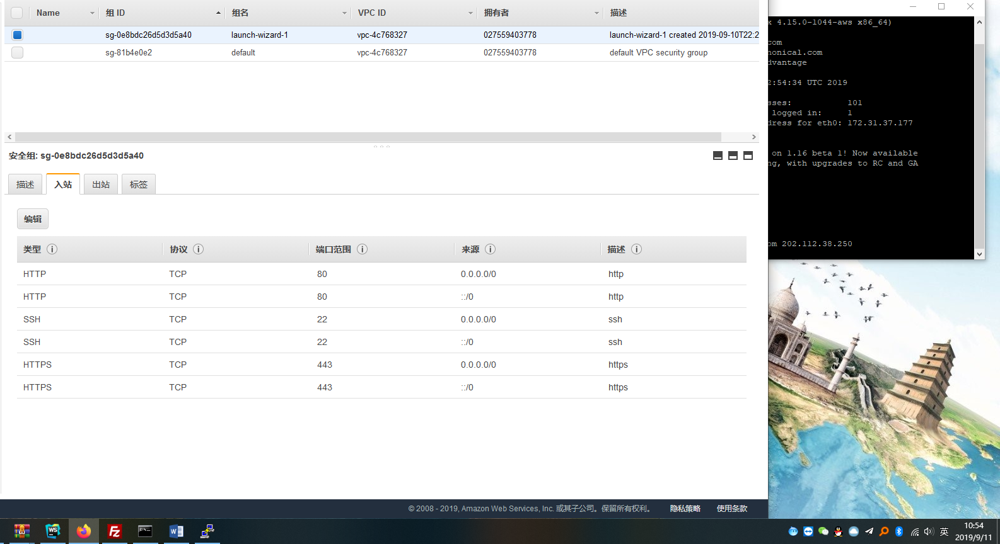 Name 组 ID 组名 VPC ID 拥有者 描述
sg-0e8bdc26d5d3d5a40 launch-wizard-1 vpc-4c768327 027559403778 launch-wizard-1 created 2019-09-10T22:2
sg-81b4e0e2 default vpc-4c768327 027559403778 default VPC security group
安全组: sg-0e8bdc26d5d3d5a40
描述 入站 出站 标签
编辑
类型 协议 端口范围 来源 描述
HTTP TCP 80 0.0.0.0/0 http
HTTP TCP 80 ::/0 http
SSH TCP 22 0.0.0.0/0 ssh
SSH TCP 22 ::/0 ssh
HTTPS TCP 443 0.0.0.0/0 https
HTTPS TCP 443 ::/0 https
© 2008 - 2019, Amazon Web Services, Inc. 或其子公司。保留所有权利。 隐私策略 使用条款
x 4.15.0-1044-aws x86_64)
com
nonical.com
dvantage
2:54:34 UTC 2019
sses: 101
logged in: 1
dress for eth0: 172.31.37.177
on 1.16 beta 1! Now available
ng, with upgrades to RC and GA
om 202.112.38.250
WS
FZ
英
10:54
2019/9/11